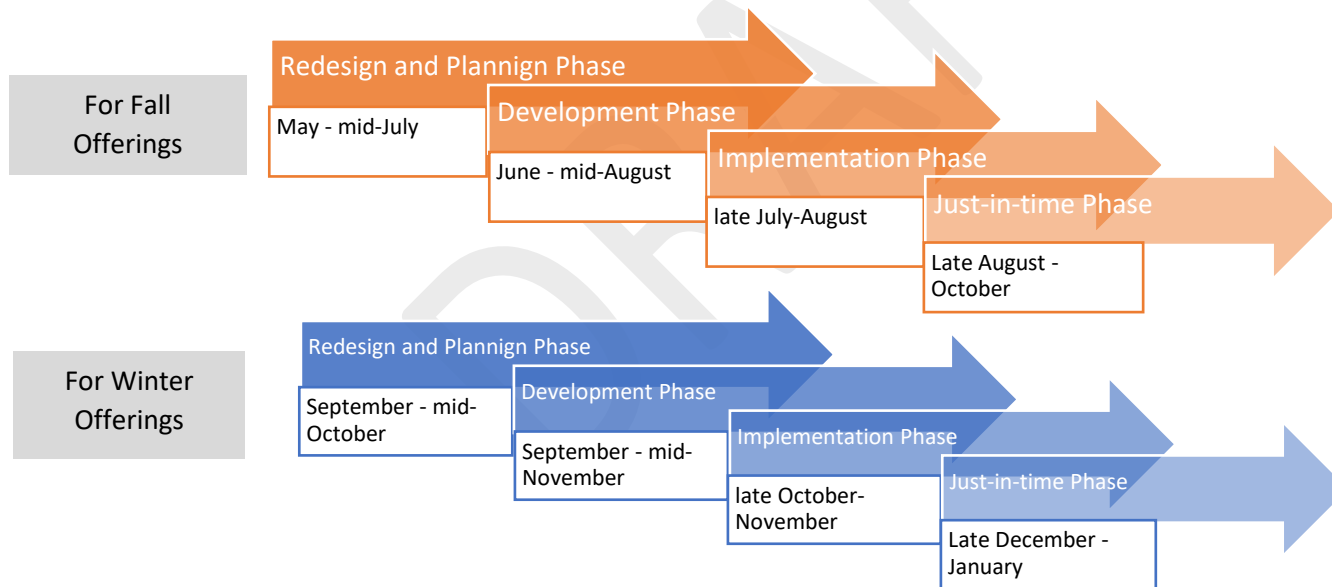 For Fall
Offerings
Redesign and Plannign Phase
May - mid-July
Development Phase
June - mid-August
Implementation Phase
late July-August
Just-in-time Phase
Late August -
October
For Winter
Offerings
Redesign and Plannign Phase
September - mid-
October
Development Phase
September - mid-
November
Implementation Phase
late October-
November
Just-in-time Phase
Late December -
January